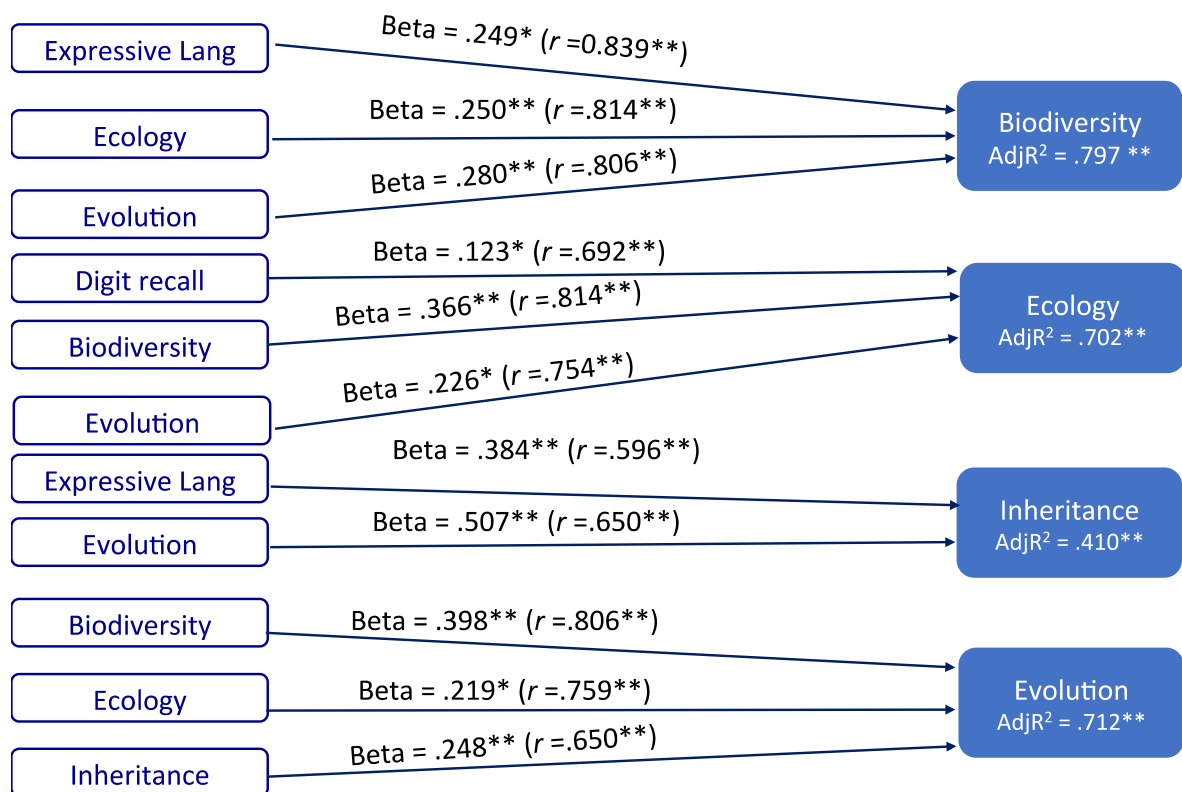 Expressive Lang
Beta = .249* (r =0.839**)
Ecology
Beta = .250** (r =.814**)
Evolution
Beta = .280** (r =.806**)
Biodiversity
AdjR² = .797 **
Digit recall
Beta = .123* (r =.692**)
Biodiversity
Beta = .366** (r =.814**)
Evolution
Beta = .226* (r =.754**)
Ecology
AdjR² = .702**
Expressive Lang
Beta = .384** (r =.596**)
Evolution
Beta = .507** (r =.650**)
Inheritance
AdjR² = .410**
Biodiversity
Beta = .398** (r =.806**)
Ecology
Beta = .219* (r =.759**)
Inheritance
Beta = .248** (r =.650**)
Evolution
AdjR² = .712**